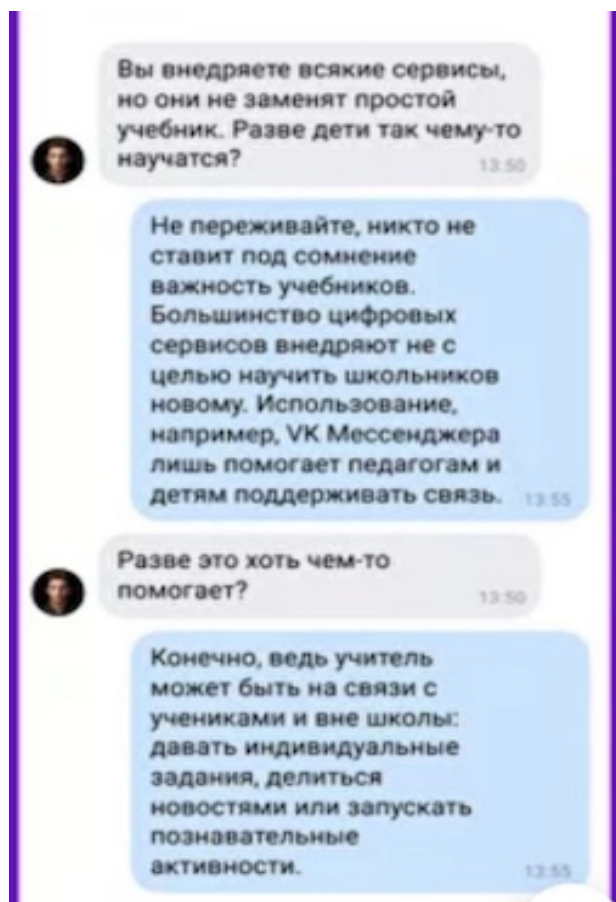 Вы внедряете всякие сервисы,
но они не заменят простой
учебник. Разве дети так чему-то
научатся?
13:50
Не переживайте, никто не
ставит под сомнение
важность учебников.
Большинство цифровых
сервисов внедряют не с
целью научить школьников
новому. Использование,
например, VK Мессенджера
лишь помогает педагогам и
детям поддерживать связь.
13:55
Разве это хоть чем-то
помогает?
13:50
Конечно, ведь учитель
может быть на связи с
учениками и вне школы:
давать индивидуальные
задания, делиться
новостями или запускать
познавательные
активности.
13:55